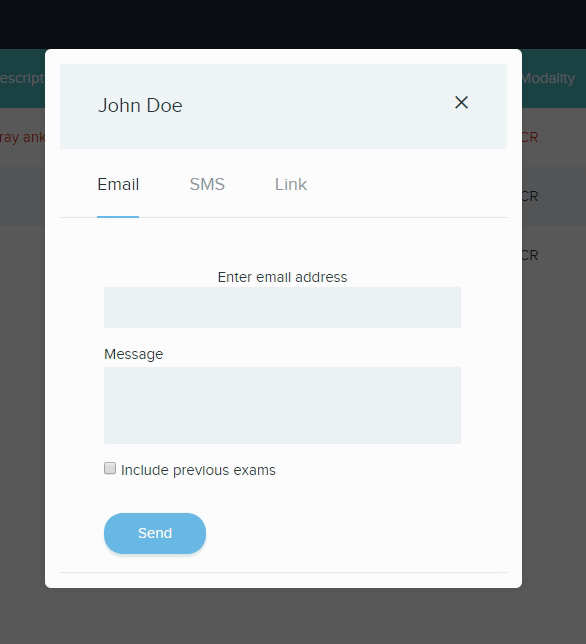 escript
Modality
John Doe
ray ank
CR
Email SMS Link
CR
CR
Enter email address
Message
Include previous exams
Send